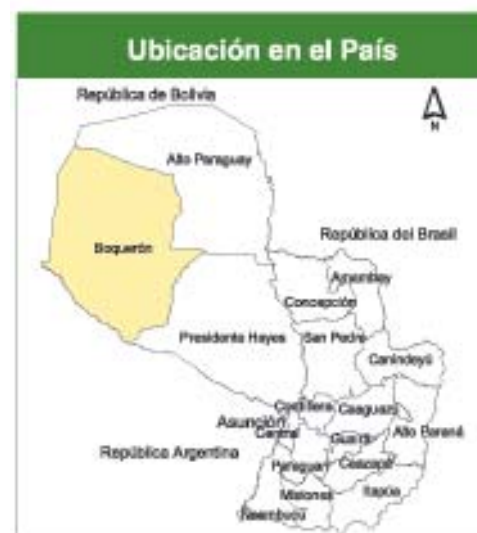 Ubicación en el País
República de Bolivia
N
Alto Paraguay
República del Brasil
Boquerón
Amambay
Concepción
Presidente Hayes
San Pedro
Canindeyú
Cordillera
Caaguazú
Asunción
Central
Guairá
Alto Paraná
República Argentina
Paraguarí
Caazapá
Misiones
Itapúa
Ñeembucú